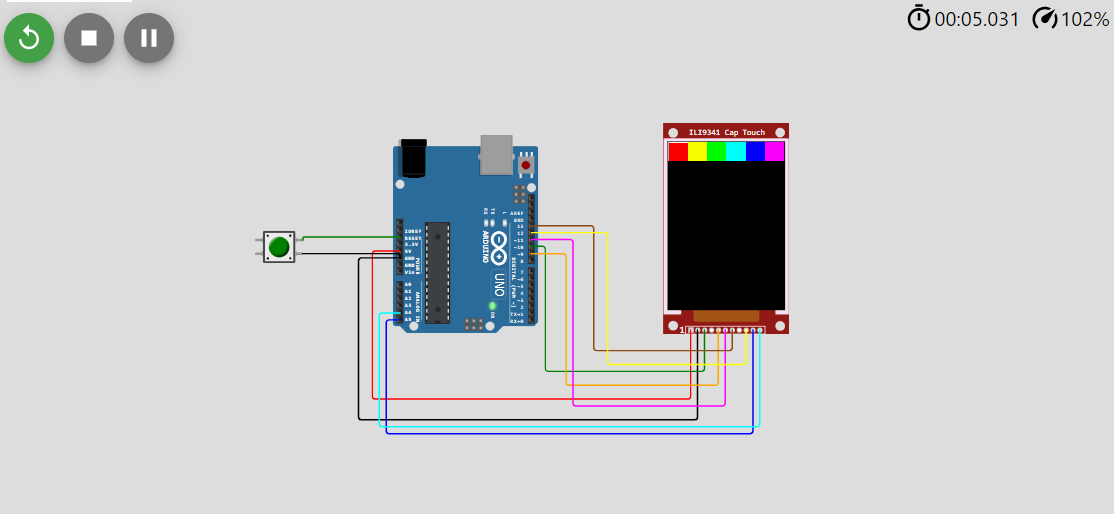 00:05.031 102%
ILI9341 Cap Touch
AREF
GND
13
12
~11
~10
~9
8
7
~6
~5
4
~3
2
TX→1
RX←0
DIGITAL (PWM ~)
RX TX L
ARDUINO
UNO
ON
IOREF
RESET
3.3V
5V
GND
GND
Vin
POWER
A0
A1
A2
A3
A4
A5
ANALOG IN
1